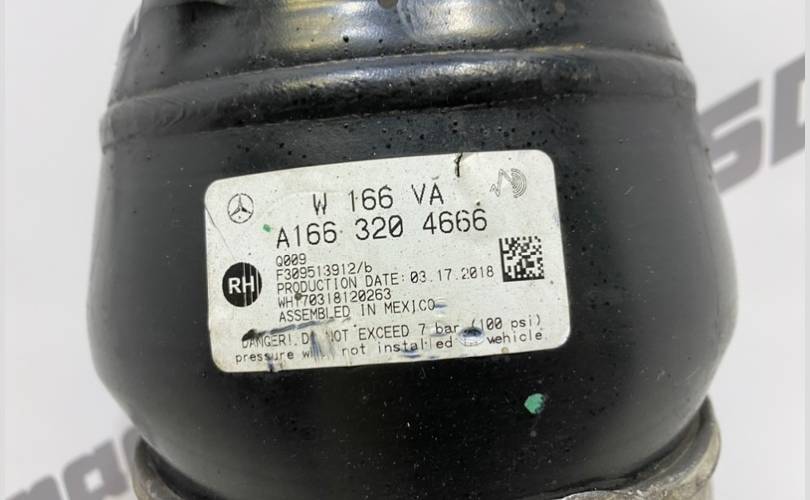 W 166 VA
A166 320 4666
Q009
F309513912/b
RH
PRODUCTION DATE: 03.17.2018
WH170318120263
ASSEMBLED IN MEXICO
DANGER! DO NOT EXCEED 7 bar (100 psi)
pressure not installed vehicle.